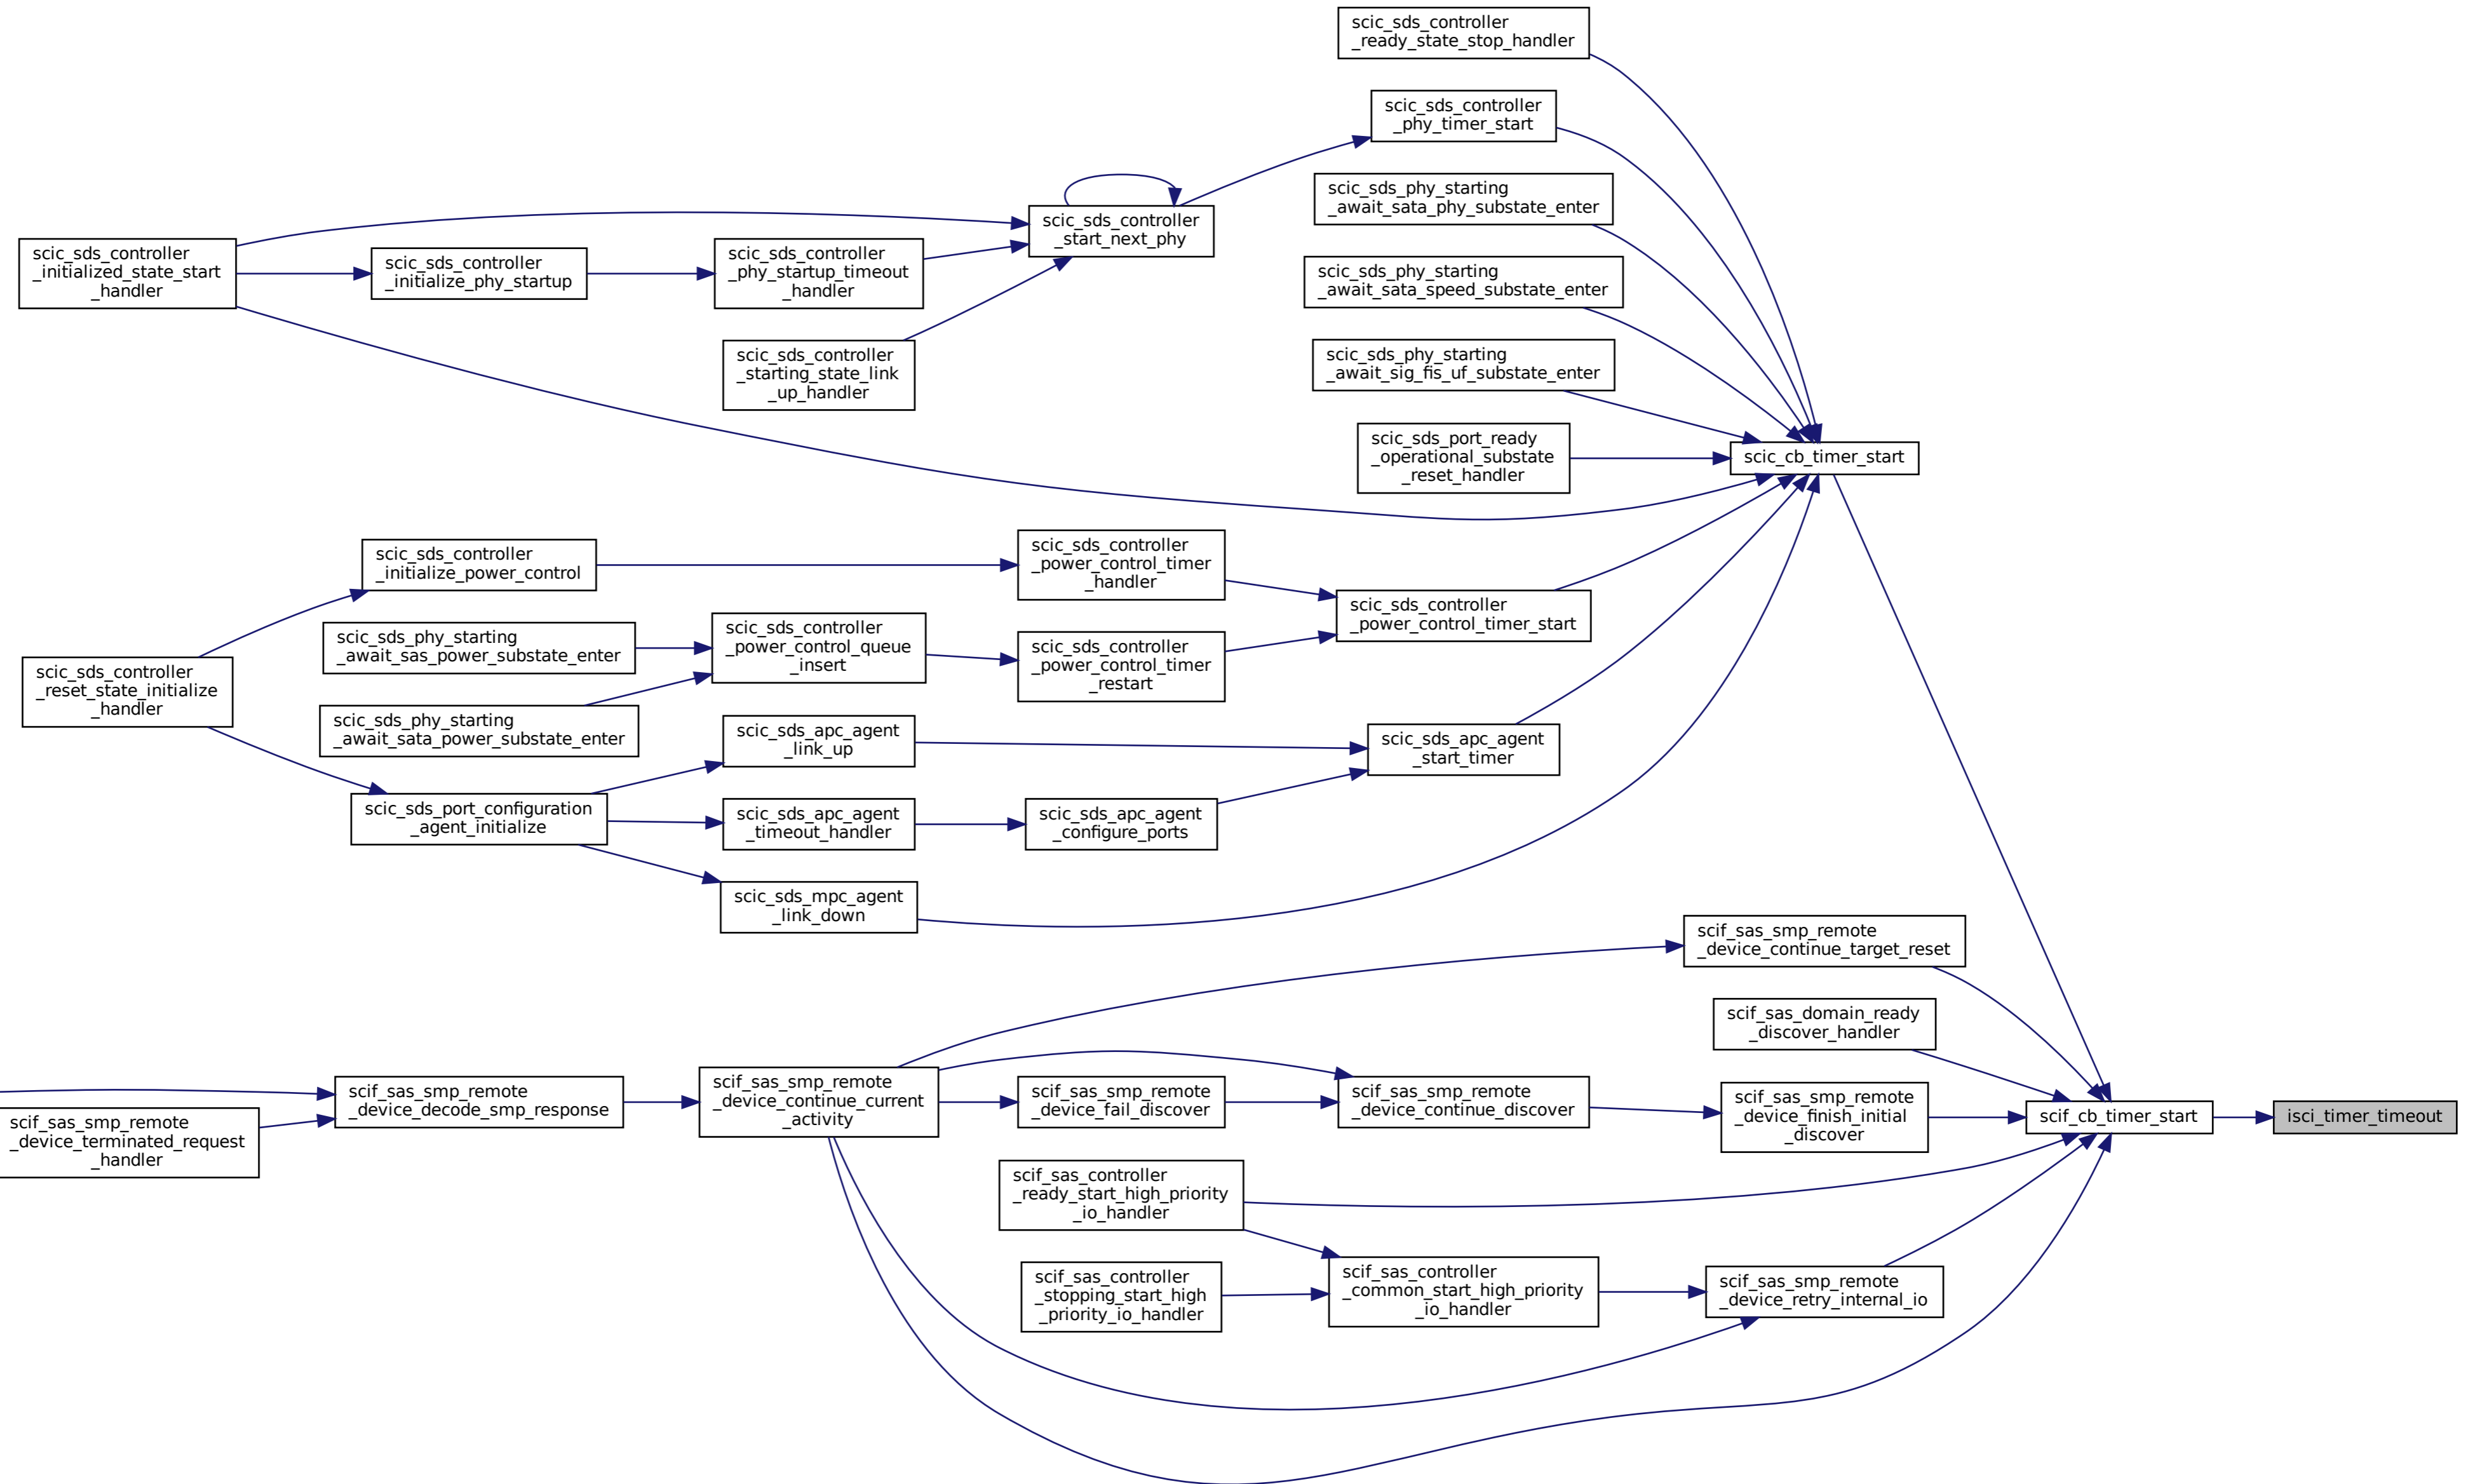 scic_sds_controller
_ready_state_stop_handler
scic_sds_controller
_phy_timer_start
scic_sds_phy_starting
_await_sata_phy_substate_enter
scic_sds_controller
_start_next_phy
scic_sds_controller
_initialized_state_start
_handler
scic_sds_controller
_initialize_phy_startup
scic_sds_controller
_phy_startup_timeout
_handler
scic_sds_phy_starting
_await_sata_speed_substate_enter
scic_sds_controller
_starting_state_link
_up_handler
scic_sds_phy_starting
_await_sig_fis_uf_substate_enter
scic_sds_port_ready
_operational_substate
_reset_handler
scic_cb_timer_start
scic_sds_controller
_initialize_power_control
scic_sds_controller
_power_control_timer
_handler
scic_sds_controller
_power_control_timer_start
scic_sds_phy_starting
_await_sas_power_substate_enter
scic_sds_controller
_power_control_queue
_insert
scic_sds_controller
_power_control_timer
_restart
scic_sds_controller
_reset_state_initialize
_handler
scic_sds_phy_starting
_await_sata_power_substate_enter
scic_sds_apc_agent
_link_up
scic_sds_apc_agent
_start_timer
scic_sds_port_configuration
_agent_initialize
scic_sds_apc_agent
_timeout_handler
scic_sds_apc_agent
_configure_ports
scic_sds_mpc_agent
_link_down
scif_sas_smp_remote
_device_continue_target_reset
scif_sas_domain_ready
_discover_handler
scif_sas_smp_remote
_device_decode_smp_response
scif_sas_smp_remote
_device_continue_current
_activity
scif_sas_smp_remote
_device_fail_discover
scif_sas_smp_remote
_device_continue_discover
scif_sas_smp_remote
_device_finish_initial
_discover
scif_cb_timer_start
isci_timer_timeout
scif_sas_smp_remote
_device_terminated_request
_handler
scif_sas_controller
_ready_start_high_priority
_io_handler
scif_sas_controller
_stopping_start_high
_priority_io_handler
scif_sas_controller
_common_start_high_priority
_io_handler
scif_sas_smp_remote
_device_retry_internal_io